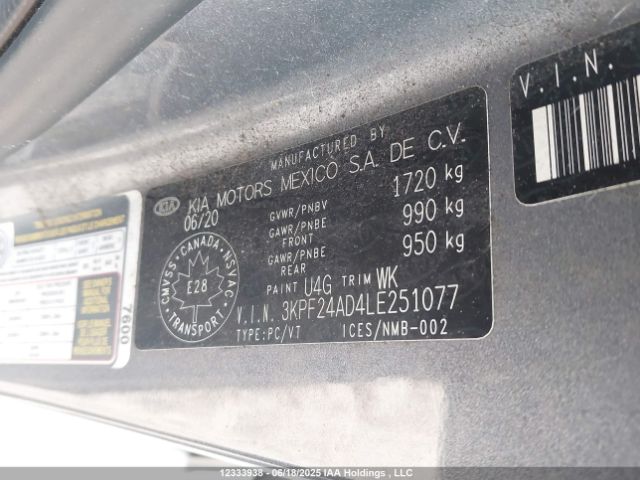 V.I.N.
MANUFACTURED BY
KIA KIA MOTORS MEXICO S.A. DE C.V.
06/20 GVWR/PNBV 1720 kg
GAWR/PNBE FRONT 990 kg
GAWR/PNBE REAR 950 kg
PAINT U4G TRIM WK
V.I.N. 3KPF24AD4LE251077
TYPE:PC/VT ICES/NMB-002
CANADA
CMVSS NSVAC
E28
TRANSPORT
7600
12333938 - 06/18/2025 IAA Holdings , LLC